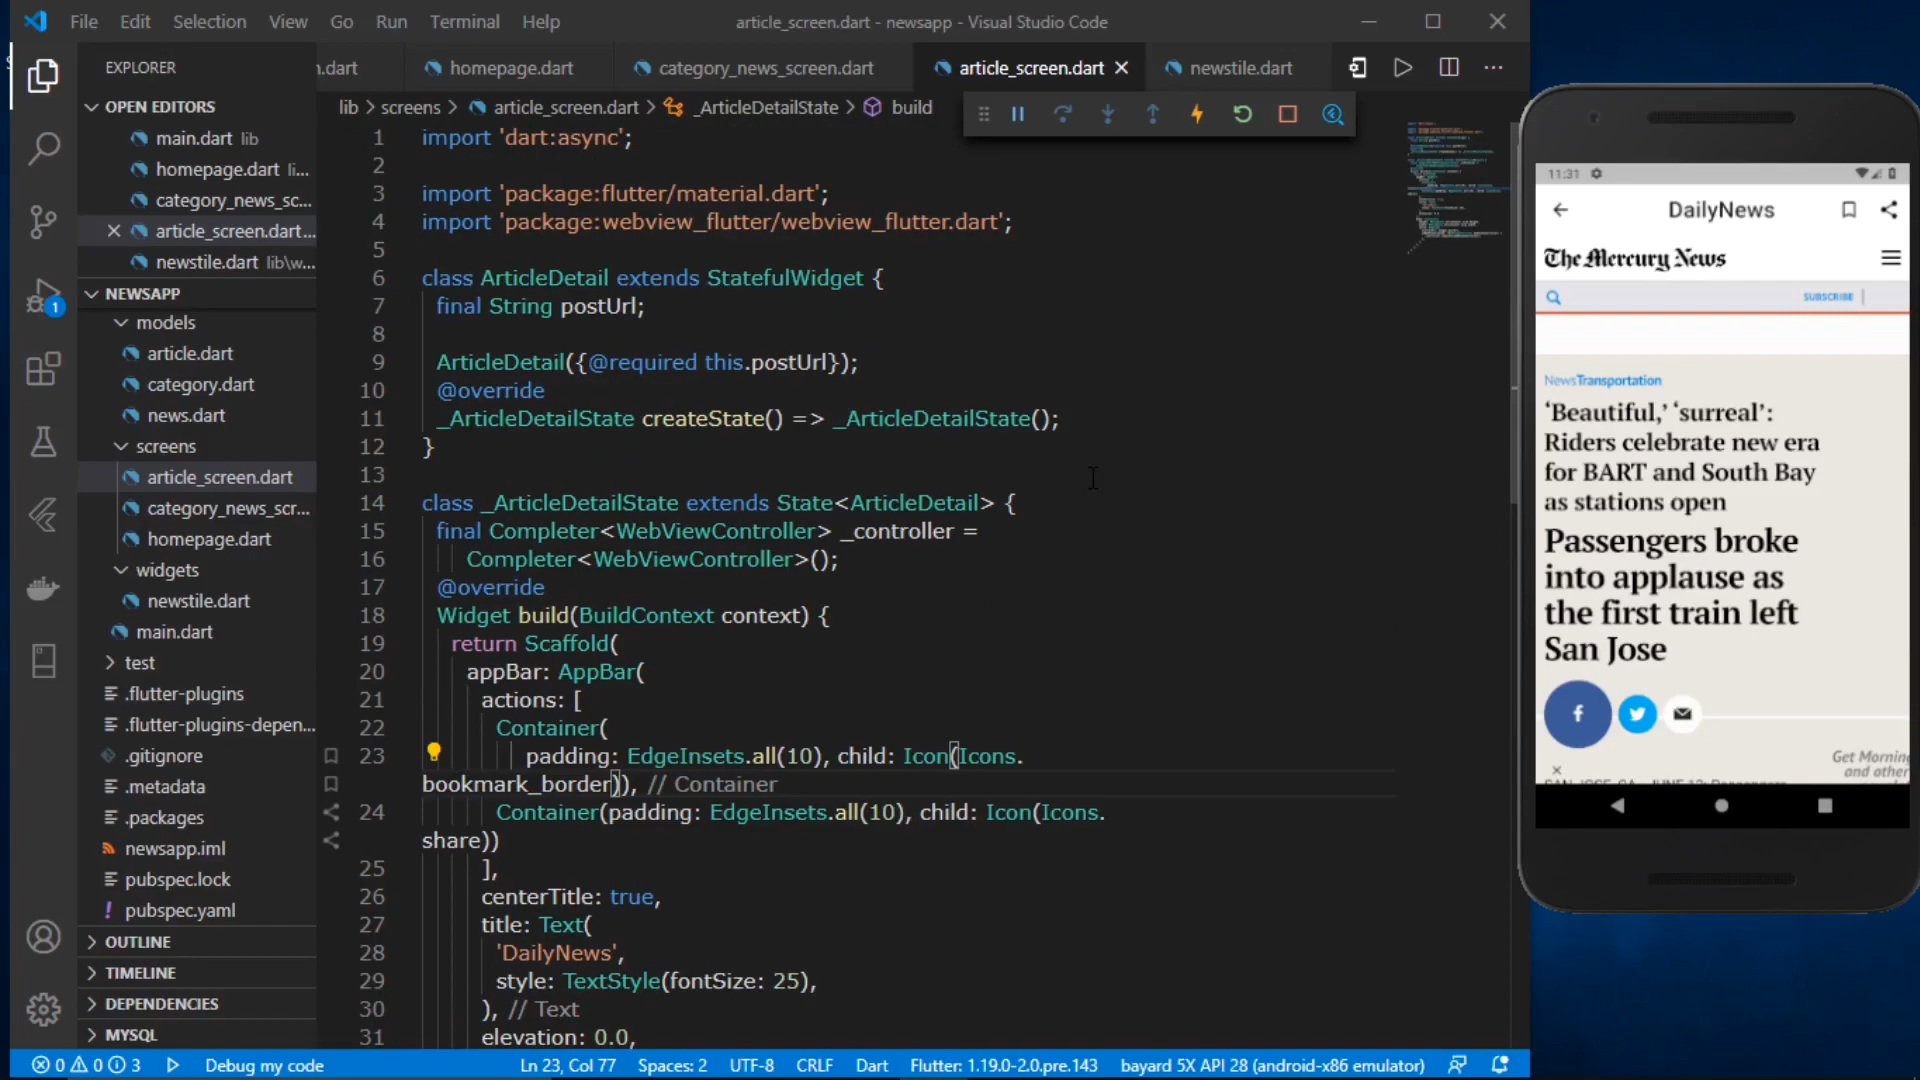 File Edit Selection View Go Run Terminal Help
article_screen.dart - newsapp - Visual Studio Code
EXPLORER
OPEN EDITORS
main.dart lib
homepage.dart li...
category_news_sc...
article_screen.dart...
newstile.dart lib\w...
NEWSAPP
models
article.dart
category.dart
news.dart
screens
article_screen.dart
category_news_scr...
homepage.dart
widgets
newstile.dart
main.dart
test
.flutter-plugins
.flutter-plugins-depen...
.gitignore
.metadata
.packages
newsapp.iml
pubspec.lock
pubspec.yaml
OUTLINE
TIMELINE
DEPENDENCIES
MYSQL
1
n.dart homepage.dart category_news_screen.dart article_screen.dart newstile.dart
lib > screens > article_screen.dart > _ArticleDetailState > build
1 import 'dart:async';
2
3 import 'package:flutter/material.dart';
4 import 'package:webview_flutter/webview_flutter.dart';
5
6 class ArticleDetail extends StatefulWidget {
7 final String postUrl;
8
9 ArticleDetail({@required this.postUrl});
10 @override
11 _ArticleDetailState createState() => _ArticleDetailState();
12 }
13
14 class _ArticleDetailState extends State<ArticleDetail> {
15 final Completer<WebViewController> _controller =
16 Completer<WebViewController>();
17 @override
18 Widget build(BuildContext context) {
19 return Scaffold(
20 appBar: AppBar(
21 actions: [
22 Container(
23 padding: EdgeInsets.all(10), child: Icon(Icons.
bookmark_border)), // Container
24 Container(padding: EdgeInsets.all(10), child: Icon(Icons.
share))
25 ],
26 centerTitle: true,
27 title: Text(
28 'DailyNews',
29 style: TextStyle(fontSize: 25),
30 ), // Text
31 elevation: 0.0,
0 0 3 Debug my code Ln 23, Col 77 Spaces: 2 UTF-8 CRLF Dart Flutter: 1.19.0-2.0.pre.143 bayard 5X API 28 (android-x86 emulator)
11:31
DailyNews
The Mercury News
SUBSCRIBE
NewsTransportation
‘Beautiful,’ ‘surreal’:
Riders celebrate new era
for BART and South Bay
as stations open
Passengers broke
into applause as
the first train left
San Jose
Get Morning
and other